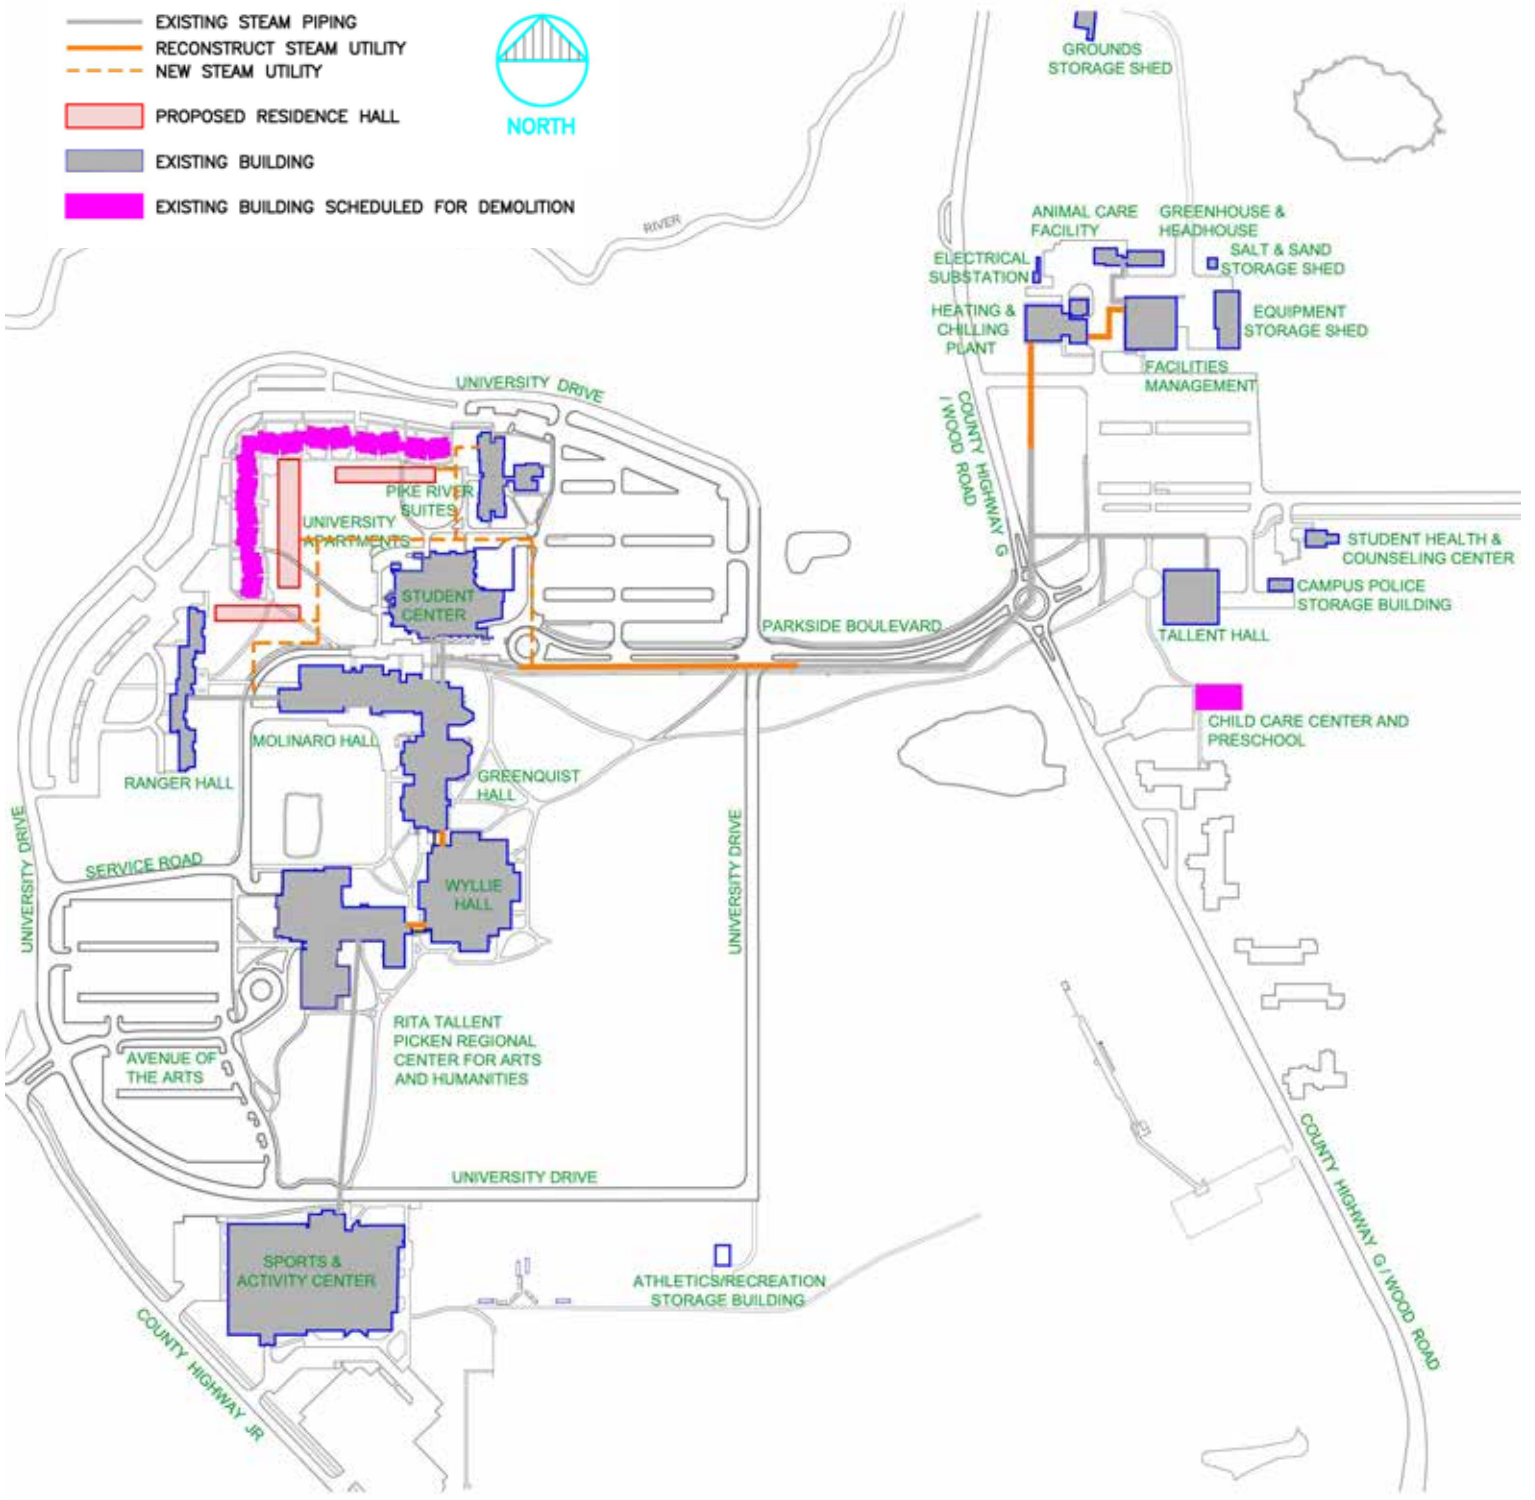 EXISTING STEAM PIPING
RECONSTRUCT STEAM UTILITY
NEW STEAM UTILITY
PROPOSED RESIDENCE HALL
EXISTING BUILDING
EXISTING BUILDING SCHEDULED FOR DEMOLITION
NORTH
GROUNDS
STORAGE SHED
RIVER
ANIMAL CARE
FACILITY
GREENHOUSE &
HEADHOUSE
ELECTRICAL
SUBSTATION
SALT & SAND
STORAGE SHED
HEATING &
CHILLING
PLANT
EQUIPMENT
STORAGE SHED
FACILITIES
MANAGEMENT
UNIVERSITY DRIVE
COUNTY HIGHWAY G
/ WOOD ROAD
PIKE RIVER
SUITES
UNIVERSITY
APARTMENTS
STUDENT HEALTH &
COUNSELING CENTER
CAMPUS POLICE
STORAGE BUILDING
STUDENT
CENTER
PARKSIDE BOULEVARD
TALLENT HALL
CHILD CARE CENTER AND
PRESCHOOL
MOLINARO HALL
RANGER HALL
GREENQUIST
HALL
UNIVERSITY DRIVE
SERVICE ROAD
WYLLIE
HALL
UNIVERSITY DRIVE
RITA TALLENT
PICKEN REGIONAL
CENTER FOR ARTS
AND HUMANITIES
AVENUE OF
THE ARTS
UNIVERSITY DRIVE
COUNTY HIGHWAY G / WOOD ROAD
SPORTS &
ACTIVITY CENTER
ATHLETICS/RECREATION
STORAGE BUILDING
COUNTY HIGHWAY JR